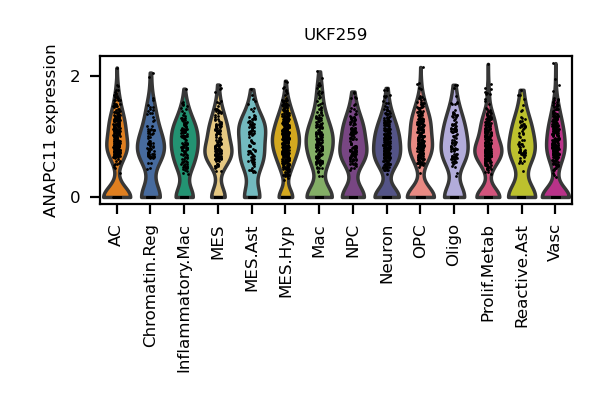 UKF259
ANAPC11 expression
2
0
AC
Chromatin.Reg
Inflammatory.Mac
MES
MES.Ast
MES.Hyp
Mac
NPC
Neuron
OPC
Oligo
Prolif.Metab
Reactive.Ast
Vasc